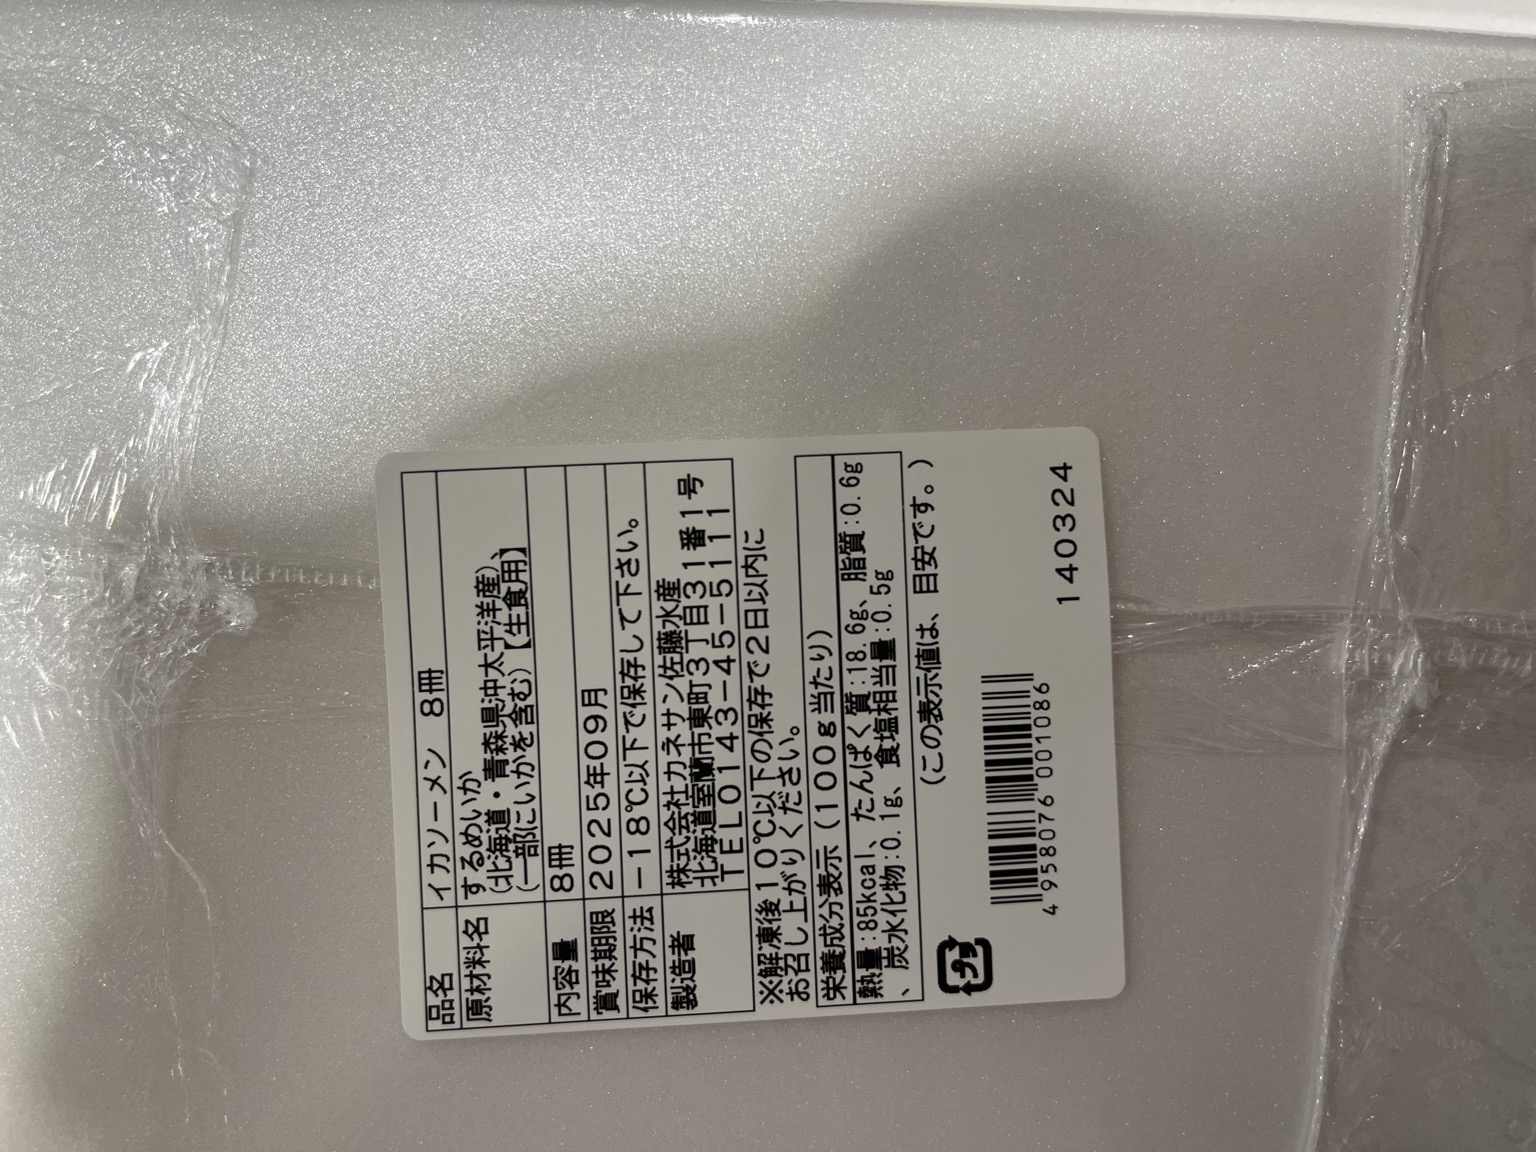 品名 イカソーメン 8冊
原材料名 するめいか
(北海道・青森県沖太平洋産)、
(一部にいかを含む)【生食用】
内容量 8冊
賞味期限 2025年09月
保存方法 －18℃以下で保存して下さい。
製造者 株式会社カネサン佐藤水産
北海道室蘭市東町3丁目31番1号
TEL0143-45-5111
※解凍後10℃以下の保存で2日以内に
お召し上がりください。
栄養成分表示(100g当たり)
熱量:85kcal、たんぱく質:18.6g、脂質:0.6g
、炭水化物:0.1g、食塩相当量:0.5g
(この表示値は、目安です。)
プラ
4958076001086
140324